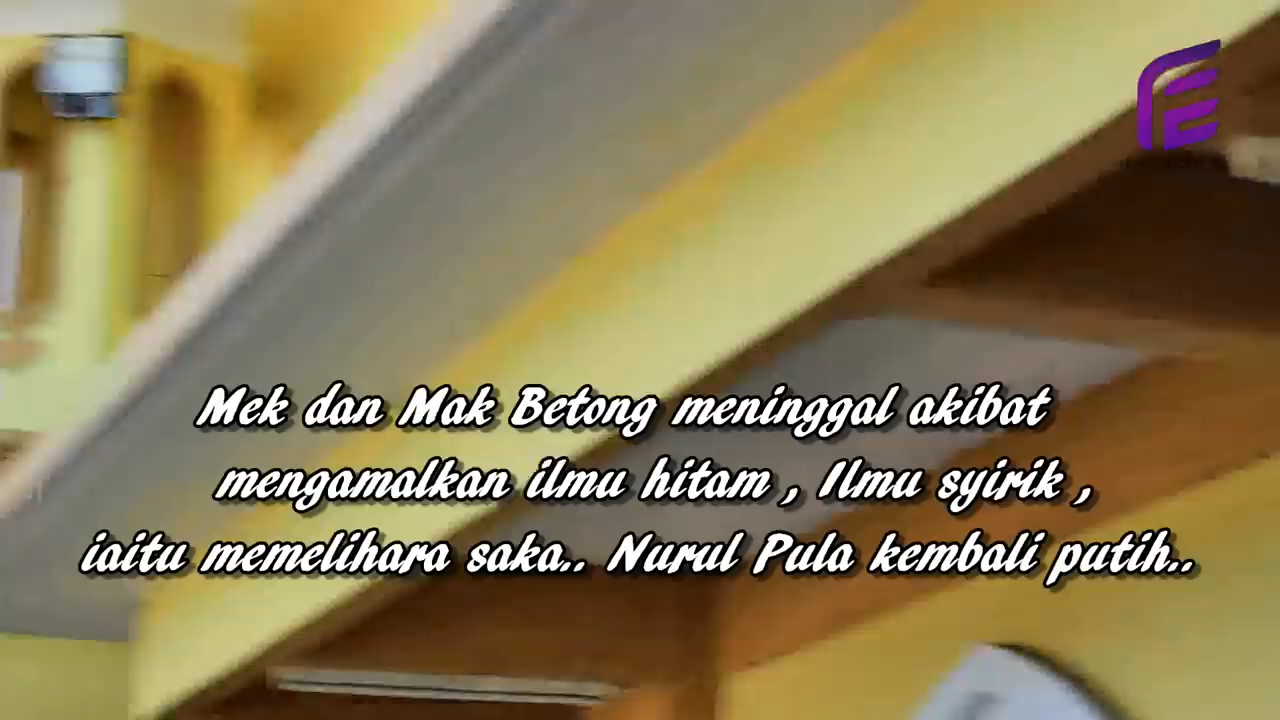 Mek dan Mak Betong meninggal akibat
mengamalkan ilmu hitam , Ilmu syirik ,
iaitu memelihara saka.. Nurul Pula kembali putih..